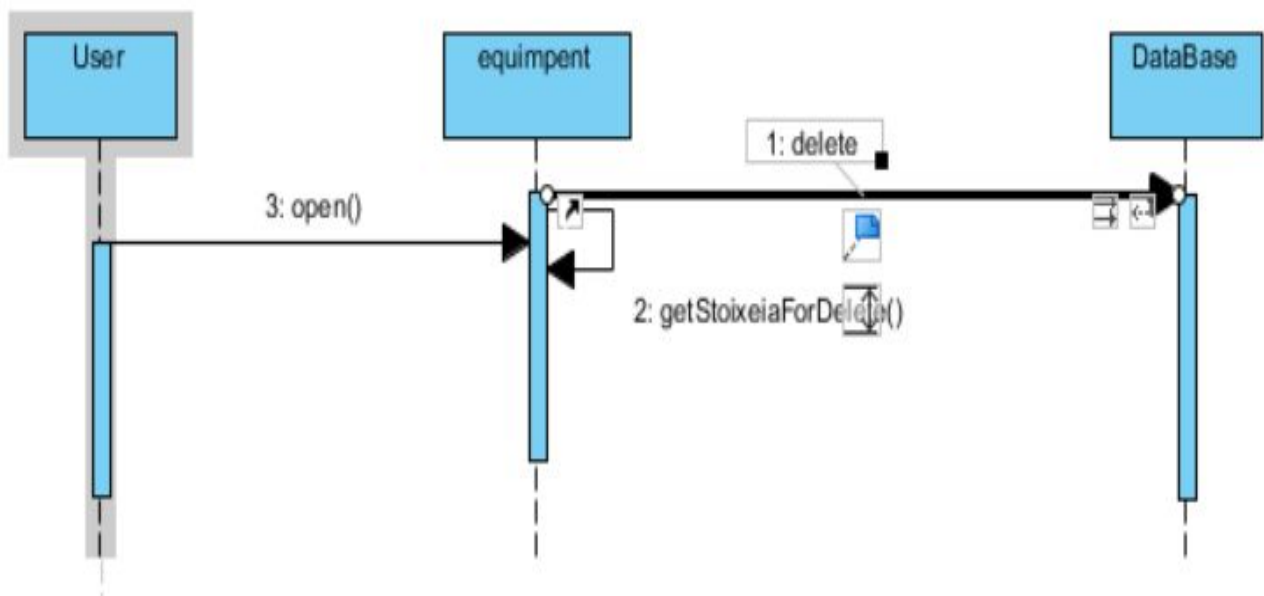 User
equimpent
DataBase
1: delete
3: open()
2: getStoixeiaForDelete()